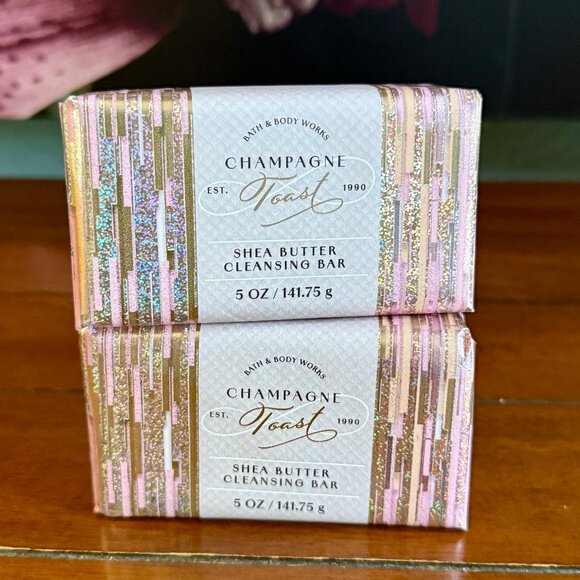 BATH & BODY WORKS
CHAMPAGNE
EST. Toast 1990
SHEA BUTTER
CLEANSING BAR
5 OZ / 141.75 g
BATH & BODY WORKS
CHAMPAGNE
EST. Toast 1990
SHEA BUTTER
CLEANSING BAR
5 OZ / 141.75 g